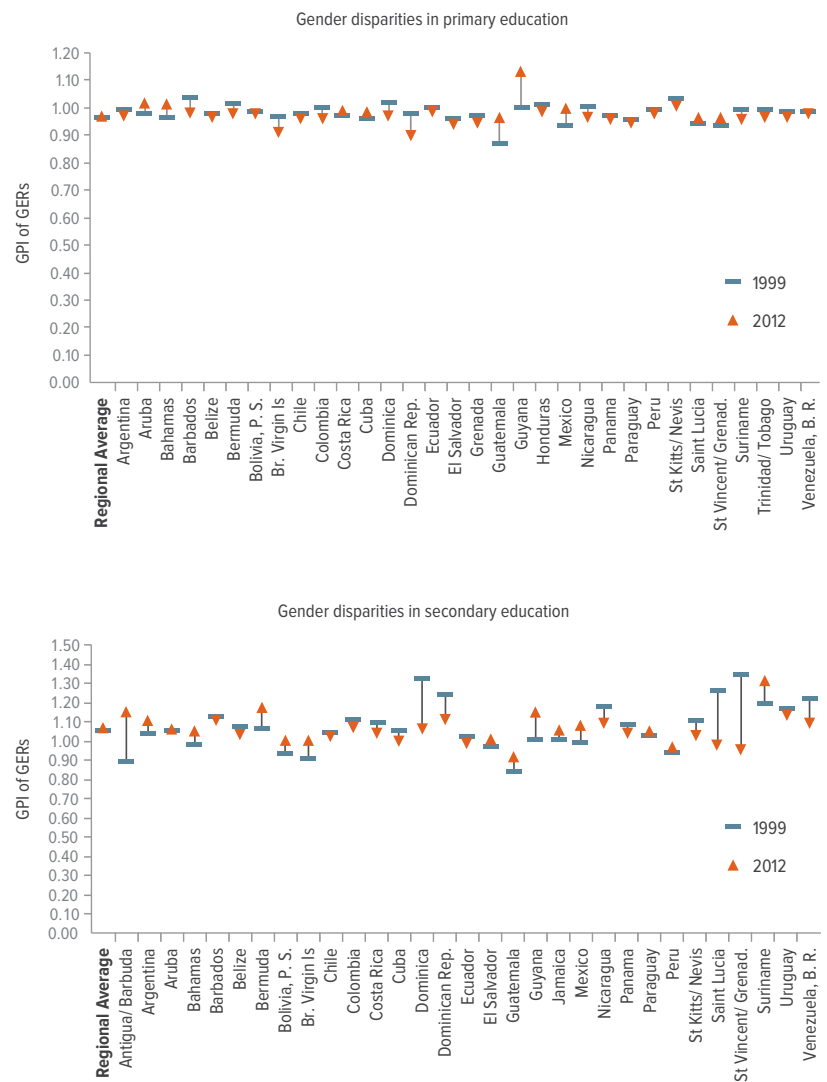 Gender disparities in primary education
1.20
1.10
1.00
0.90
0.80
0.70
0.60
0.50
0.40
0.30
0.20
0.10
0.00
GPI of GERs
1999
2012
Regional Average
Argentina
Aruba
Bahamas
Barbados
Belize
Bermuda
Bolivia, P. S.
Br. Virgin Is
Chile
Colombia
Costa Rica
Cuba
Dominica
Dominican Rep.
Ecuador
El Salvador
Grenada
Guatemala
Guyana
Honduras
Mexico
Nicaragua
Panama
Paraguay
Peru
St Kitts/ Nevis
Saint Lucia
St Vincent/ Grenad.
Suriname
Trinidad/ Tobago
Uruguay
Venezuela, B. R.
Gender disparities in secondary education
1.50
1.40
1.30
1.20
1.10
1.00
0.90
0.80
0.70
0.60
0.50
0.40
0.30
0.20
0.10
0.00
GPI of GERs
1999
2012
Regional Average
Antigua/ Barbuda
Argentina
Aruba
Bahamas
Barbados
Belize
Bermuda
Bolivia, P. S.
Br. Virgin Is
Chile
Colombia
Costa Rica
Cuba
Dominica
Dominican Rep.
Ecuador
El Salvador
Guatemala
Guyana
Jamaica
Mexico
Nicaragua
Panama
Paraguay
Peru
St Kitts/ Nevis
Saint Lucia
St Vincent/ Grenad.
Suriname
Uruguay
Venezuela, B. R.